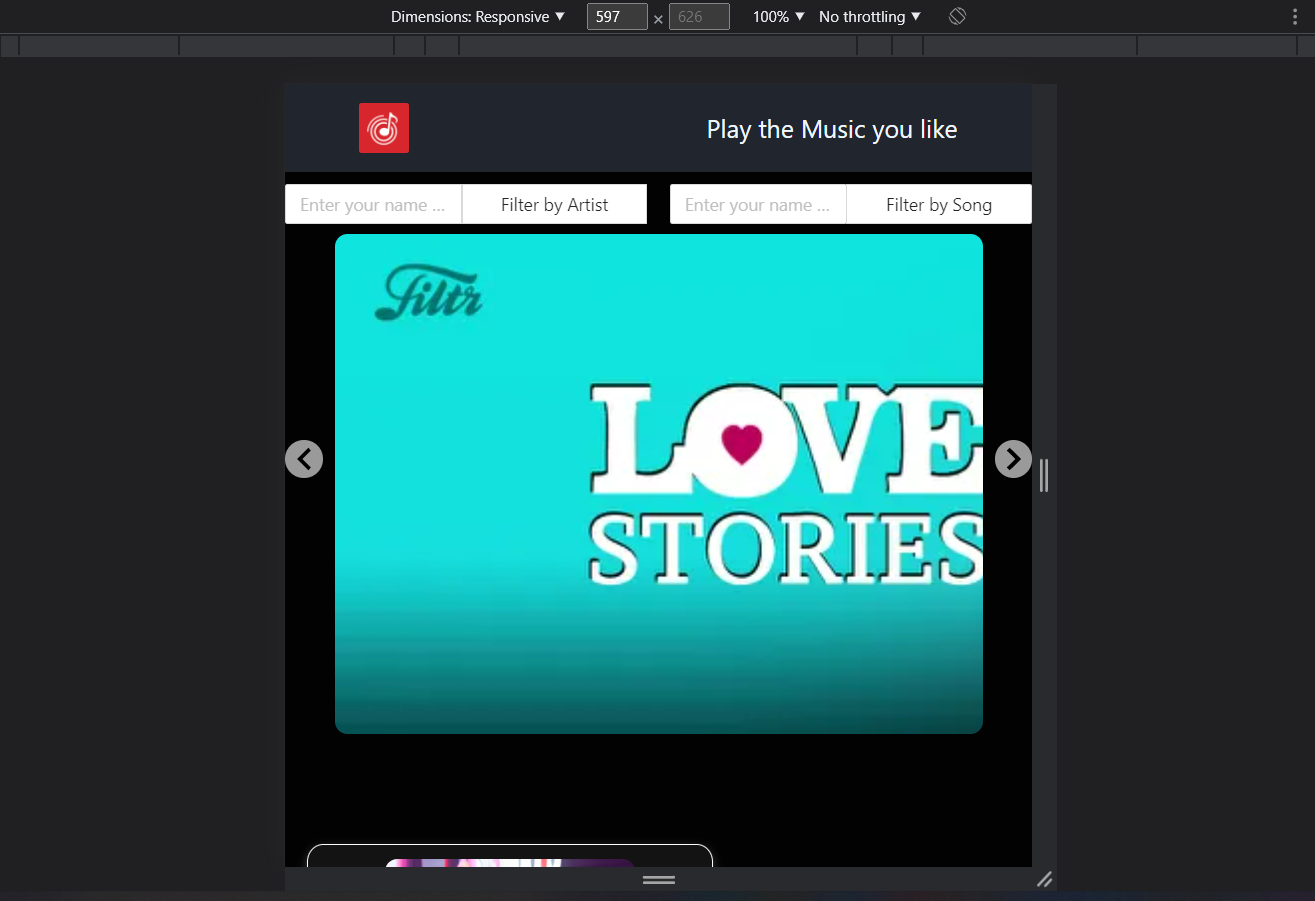 Dimensions: Responsive 597 × 626 100% No throttling
Play the Music you like
Enter your name ... Filter by Artist Enter your name ... Filter by Song
Filtr
LOVE
STORIES